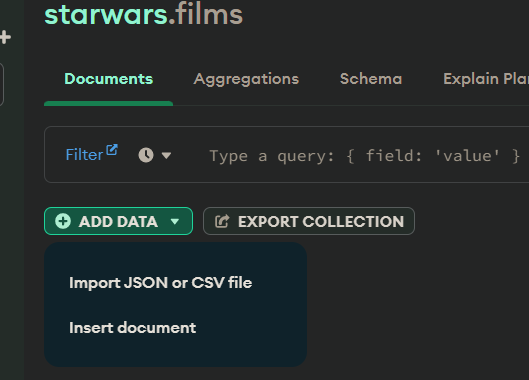 starwars.films
Documents Aggregations Schema Explain Pla
Filter Type a query: { field: 'value' }
ADD DATA EXPORT COLLECTION
Import JSON or CSV file
Insert document